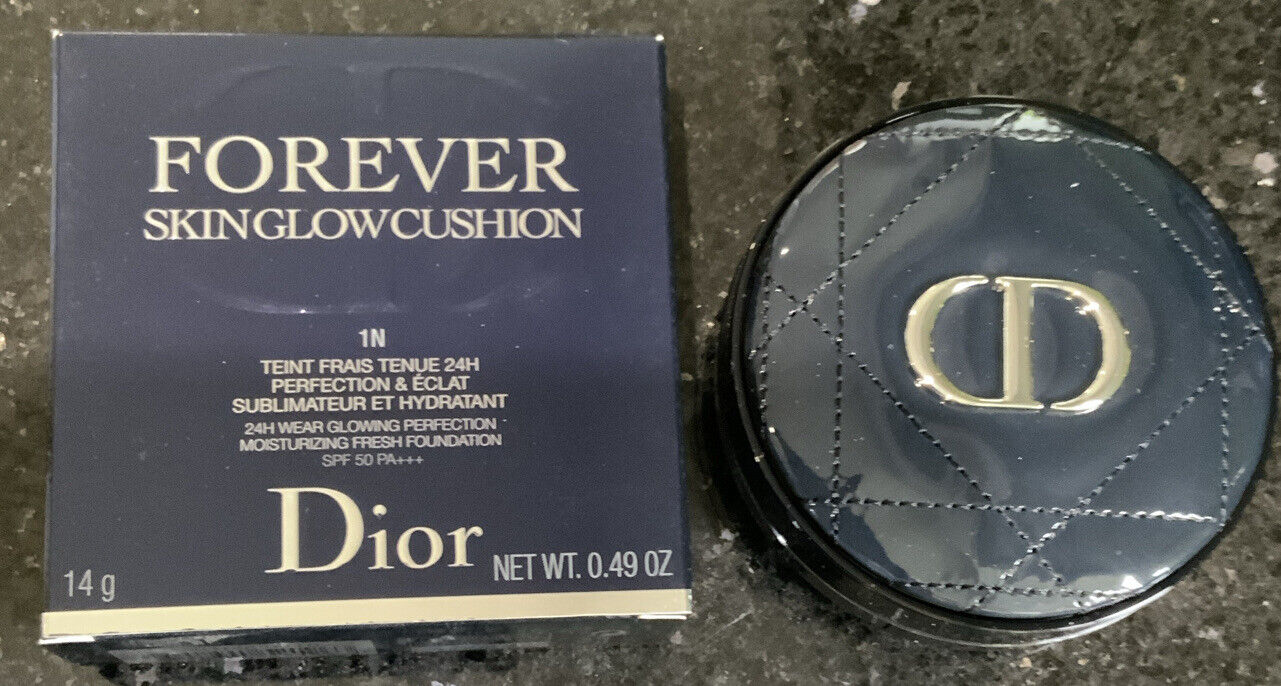 FOREVER
SKINGLOWCUSHION
1N
TEINT FRAIS TENUE 24H
PERFECTION & ÉCLAT
SUBLIMATEUR ET HYDRATANT
24H WEAR GLOWING PERFECTION
MOISTURIZING FRESH FOUNDATION
SPF 50 PA+++
Dior
14 g
NET WT. 0.49 OZ
CD